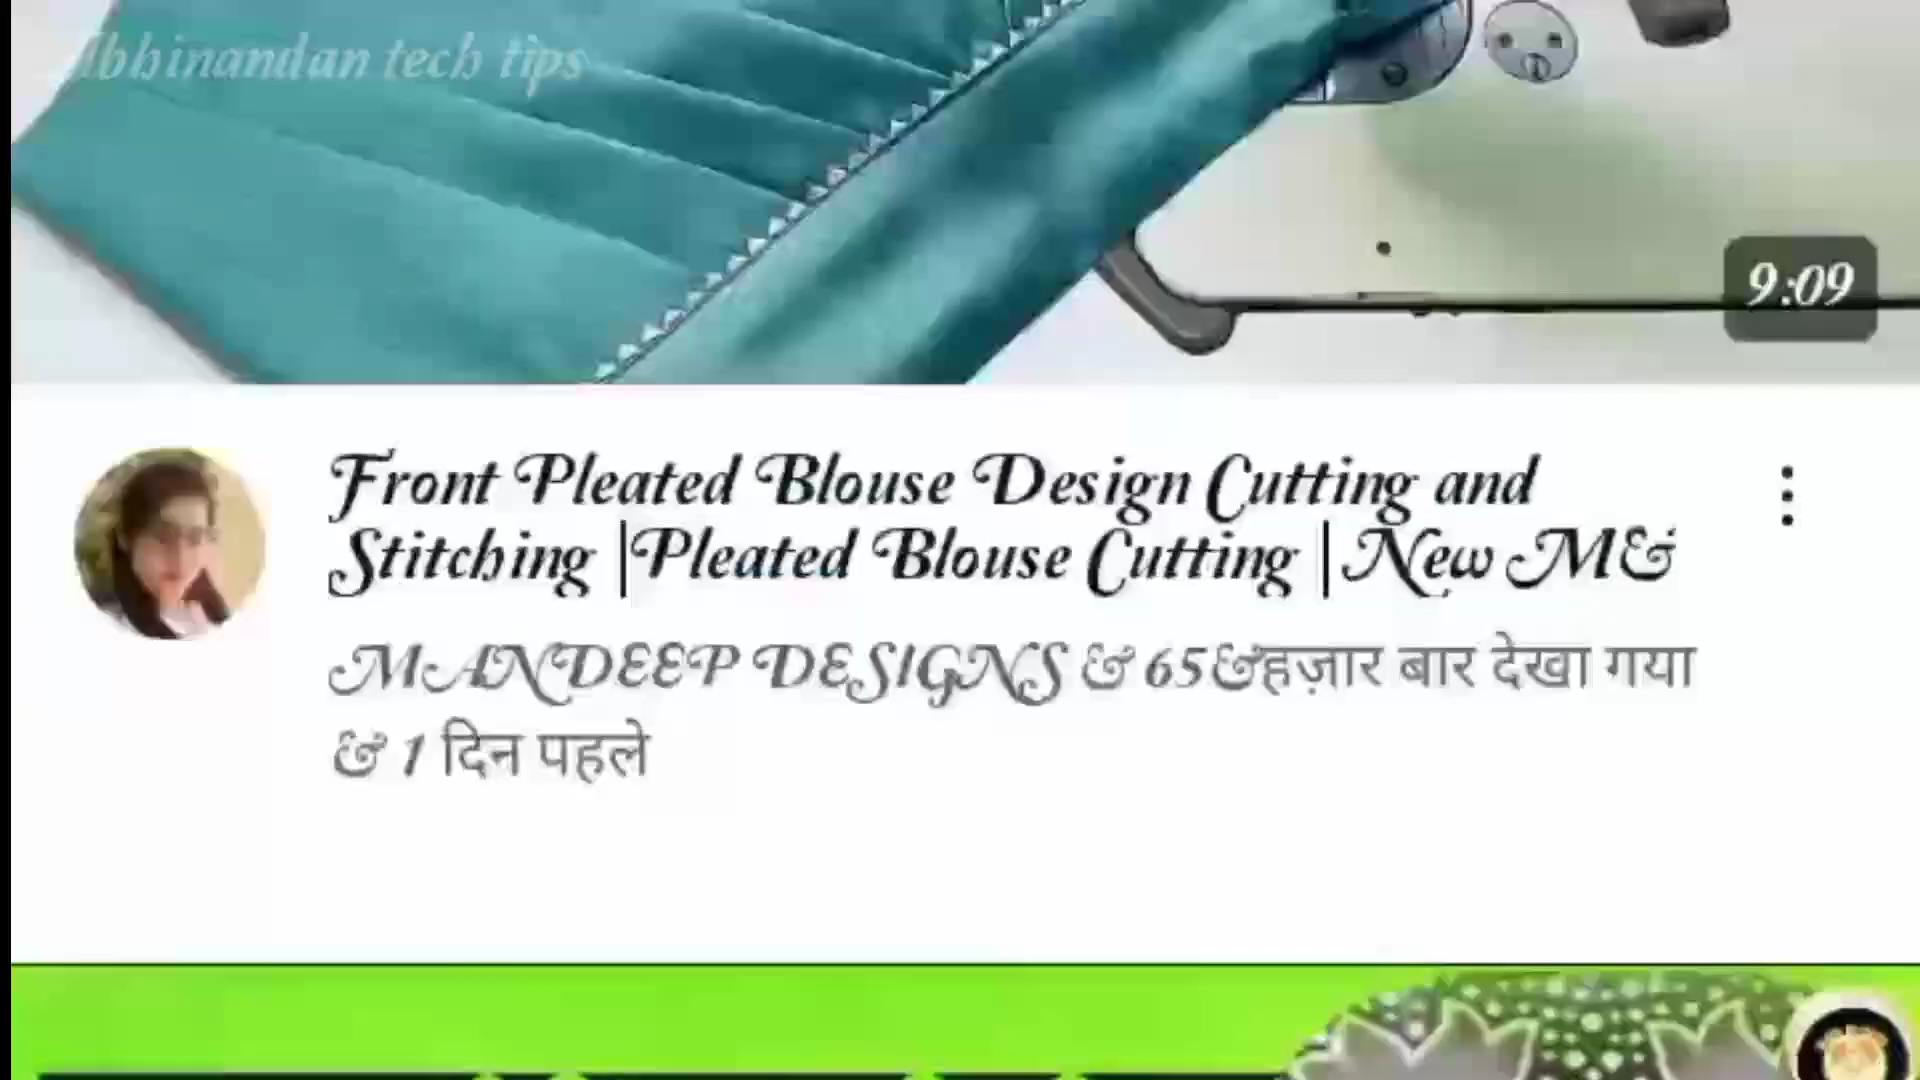 Abhinandan tech tips
9:09
Front Pleated Blouse Design Cutting and
Stitching |Pleated Blouse Cutting | New M&
MANDEEP DESIGNS & 65&हज़ार बार देखा गया
& 1 दिन पहले